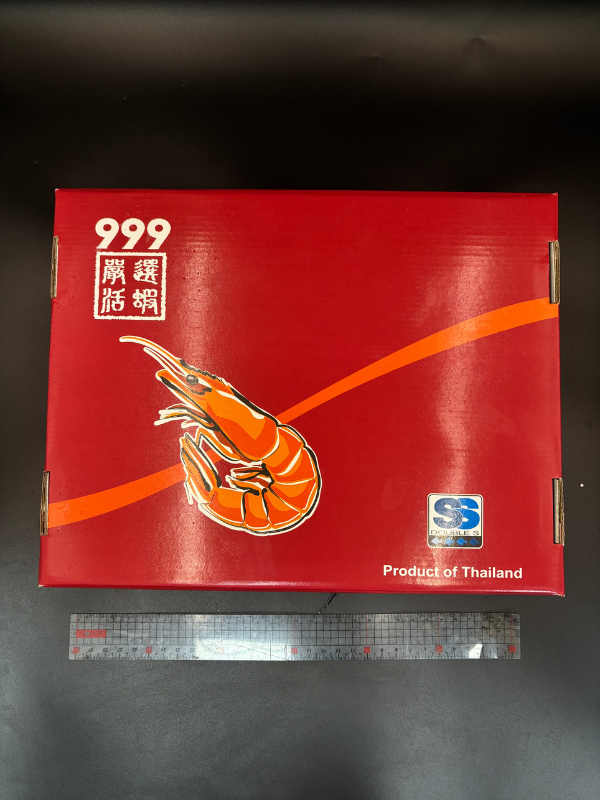 999
嚴選
活蝦
SS
DOUBLE S
Product of Thailand